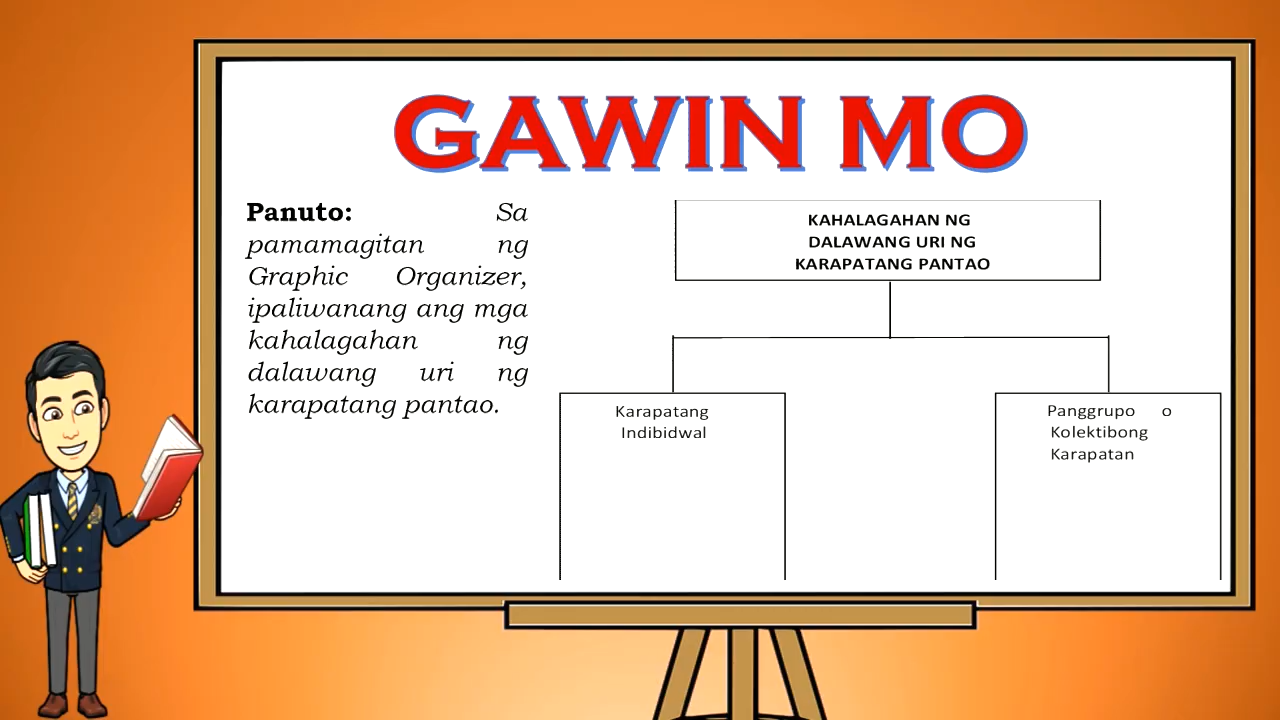 GAWIN MO
Panuto: Sa
pamamagitan ng
Graphic Organizer,
ipaliwanang ang mga
kahalagahan ng
dalawang uri ng
karapatang pantao.
KAHALAGAHAN NG
DALAWANG URI NG
KARAPATANG PANTAO
Karapatang
Indibidwal
Panggrupo o
Kolektibong
Karapatan